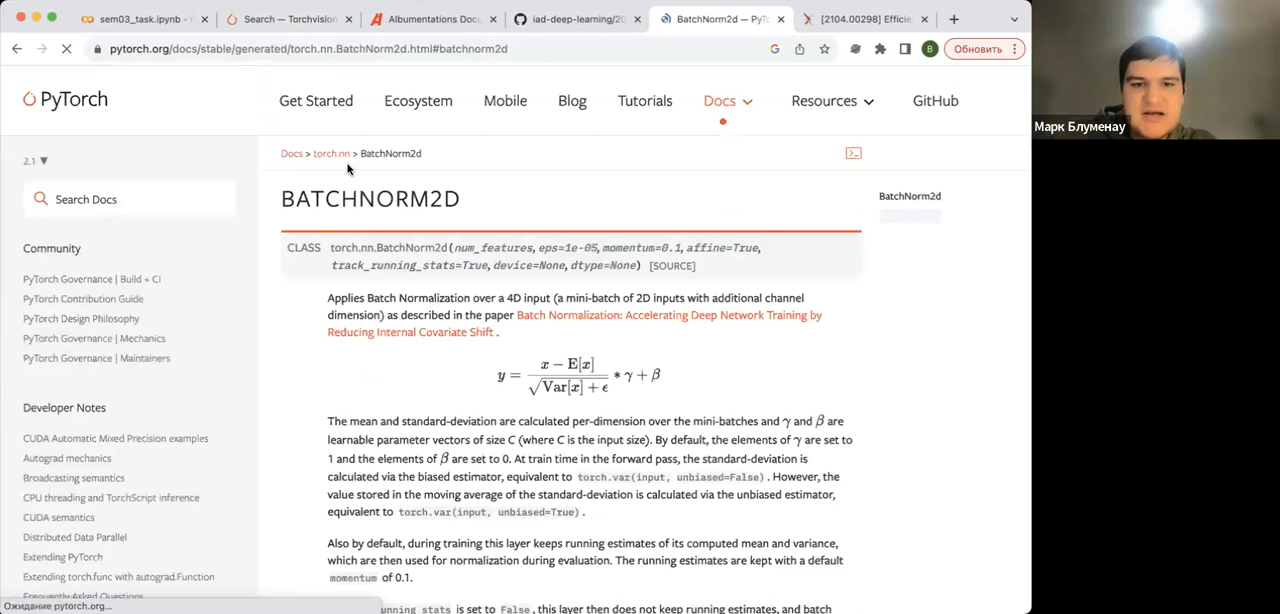 sem03_task.ipynb -
Search — Torchvision
Albumentations Docu
iad-deep-learning/20
BatchNorm2d — PyTo
[2104.00298] Efficie
pytorch.org/docs/stable/generated/torch.nn.BatchNorm2d.html#batchnorm2d
B
Обновить
PyTorch
Get Started
Ecosystem
Mobile
Blog
Tutorials
Docs
Resources
GitHub
Марк Блуменау
2.1 ▼
Docs > torch.nn > BatchNorm2d
Search Docs
BATCHNORM2D
BatchNorm2d
CLASS torch.nn.BatchNorm2d(num_features, eps=1e-05, momentum=0.1, affine=True,
track_running_stats=True, device=None, dtype=None) [SOURCE]
Community
PyTorch Governance | Build + CI
PyTorch Contribution Guide
PyTorch Design Philosophy
PyTorch Governance | Mechanics
PyTorch Governance | Maintainers
Developer Notes
CUDA Automatic Mixed Precision examples
Autograd mechanics
Broadcasting semantics
CPU threading and TorchScript inference
CUDA semantics
Distributed Data Parallel
Extending PyTorch
Extending torch.func with autograd.Function
Frequently Asked Questions
Ожидание pytorch.org...
Applies Batch Normalization over a 4D input (a mini-batch of 2D inputs with additional channel
dimension) as described in the paper Batch Normalization: Accelerating Deep Network Training by
Reducing Internal Covariate Shift .
y = x − E[x] / √Var[x] + ϵ * γ + β
The mean and standard-deviation are calculated per-dimension over the mini-batches and γ and β are
learnable parameter vectors of size C (where C is the input size). By default, the elements of γ are set to
1 and the elements of β are set to 0. At train time in the forward pass, the standard-deviation is
calculated via the biased estimator, equivalent to torch.var(input, unbiased=False) . However, the
value stored in the moving average of the standard-deviation is calculated via the unbiased estimator,
equivalent to torch.var(input, unbiased=True) .
Also by default, during training this layer keeps running estimates of its computed mean and variance,
which are then used for normalization during evaluation. The running estimates are kept with a default
momentum of 0.1.
unning_stats is set to False , this layer then does not keep running estimates, and batch